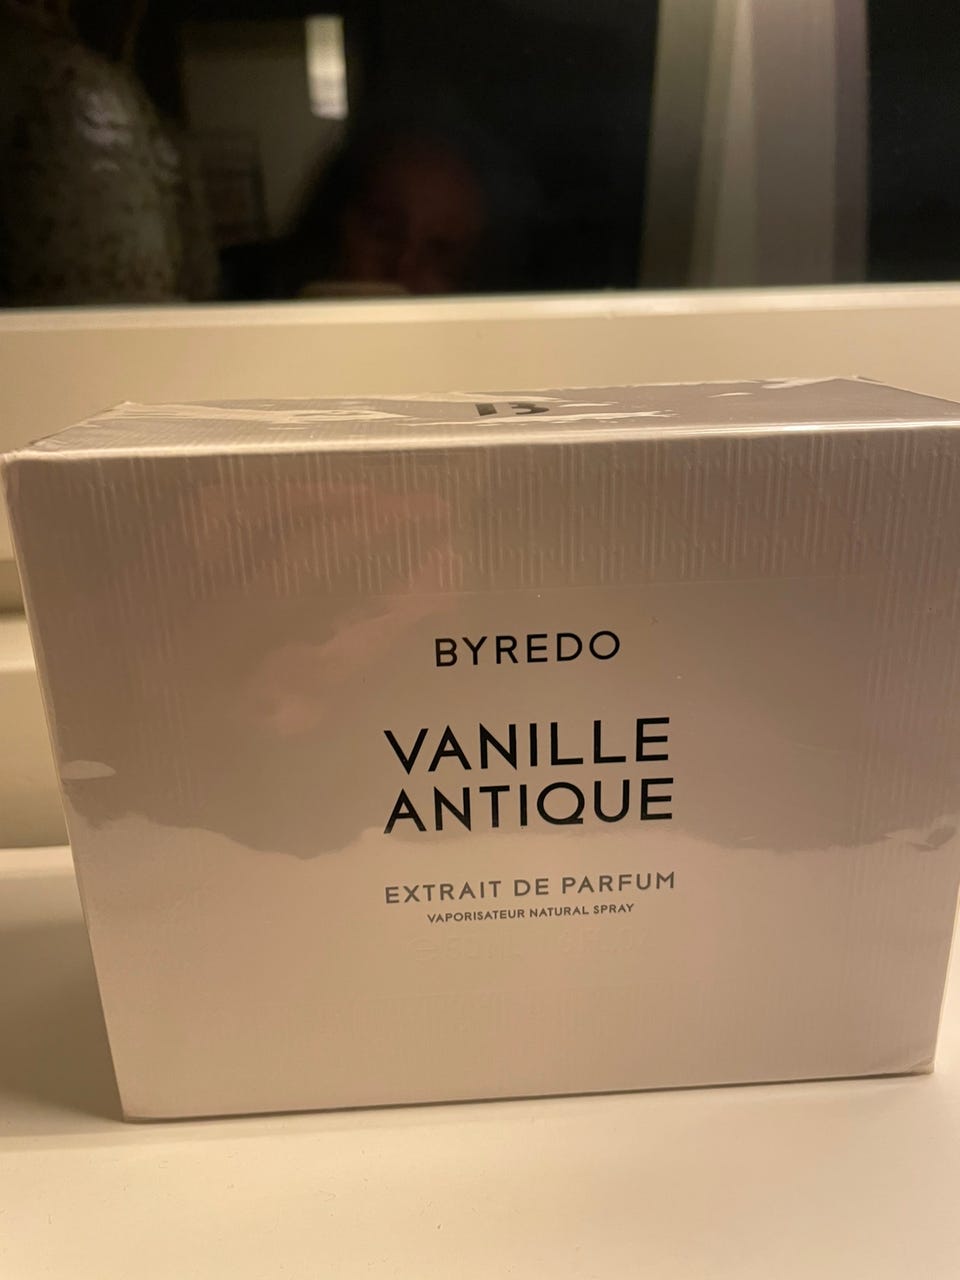 B
BYREDO
VANILLE
ANTIQUE
EXTRAIT DE PARFUM
VAPORISATEUR NATURAL SPRAY